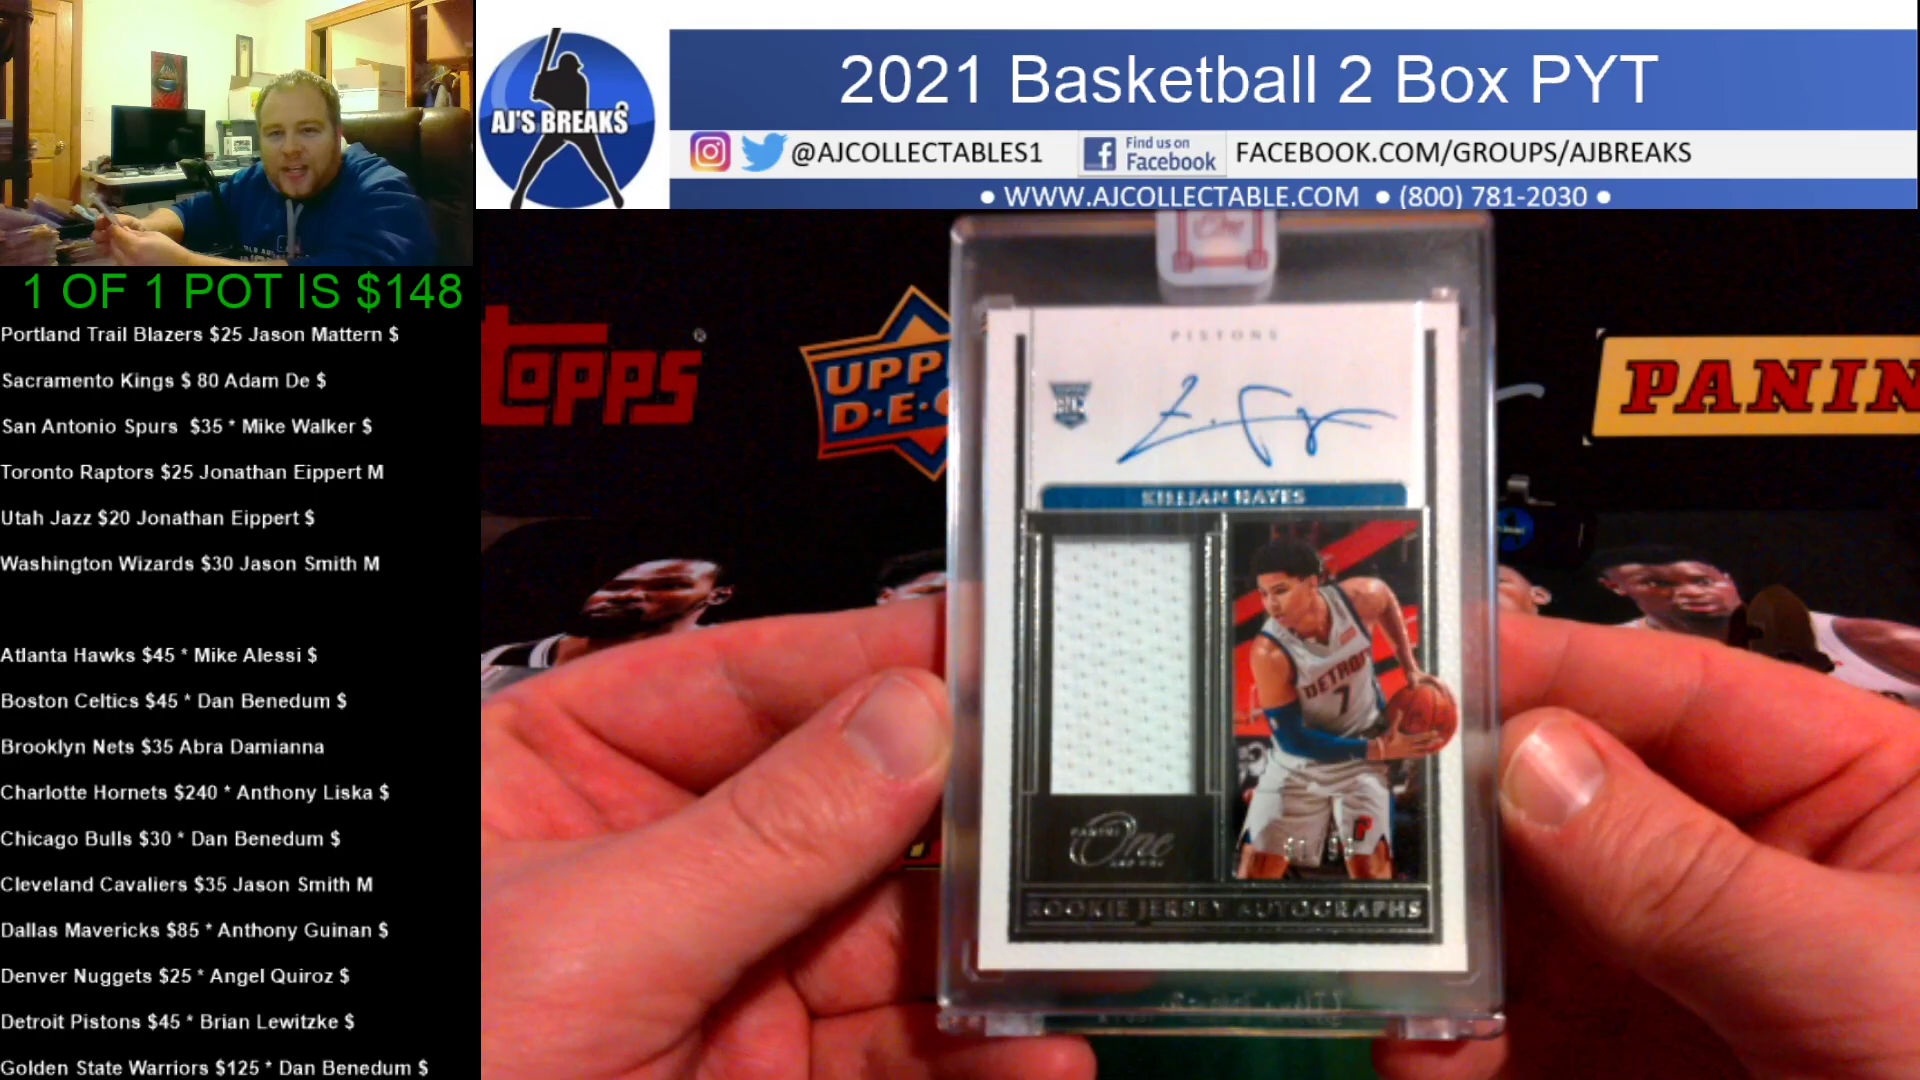 2021 Basketball 2 Box PYT
AJ'S BREAKS
@AJCOLLECTABLES1
Find us on
Facebook
FACEBOOK.COM/GROUPS/AJBREAKS
• WWW.AJCOLLECTABLE.COM • (800) 781-2030 •
1 OF 1 POT IS $148
Portland Trail Blazers $25 Jason Mattern $
Sacramento Kings $ 80 Adam De $
San Antonio Spurs $35 * Mike Walker $
Toronto Raptors $25 Jonathan Eippert M
Utah Jazz $20 Jonathan Eippert $
Washington Wizards $30 Jason Smith M
Atlanta Hawks $45 * Mike Alessi $
Boston Celtics $45 * Dan Benedum $
Brooklyn Nets $35 Abra Damianna
Charlotte Hornets $240 * Anthony Liska $
Chicago Bulls $30 * Dan Benedum $
Cleveland Cavaliers $35 Jason Smith M
Dallas Mavericks $85 * Anthony Guinan $
Denver Nuggets $25 * Angel Quiroz $
Detroit Pistons $45 * Brian Lewitzke $
Golden State Warriors $125 * Dan Benedum $
topps
UPP
D·E·C
PANIN
PISTONS
KILLIAN HAYES
DETROIT
7
PANINI
One
AND ONE
ROOKIE JERSEY AUTOGRAPHS